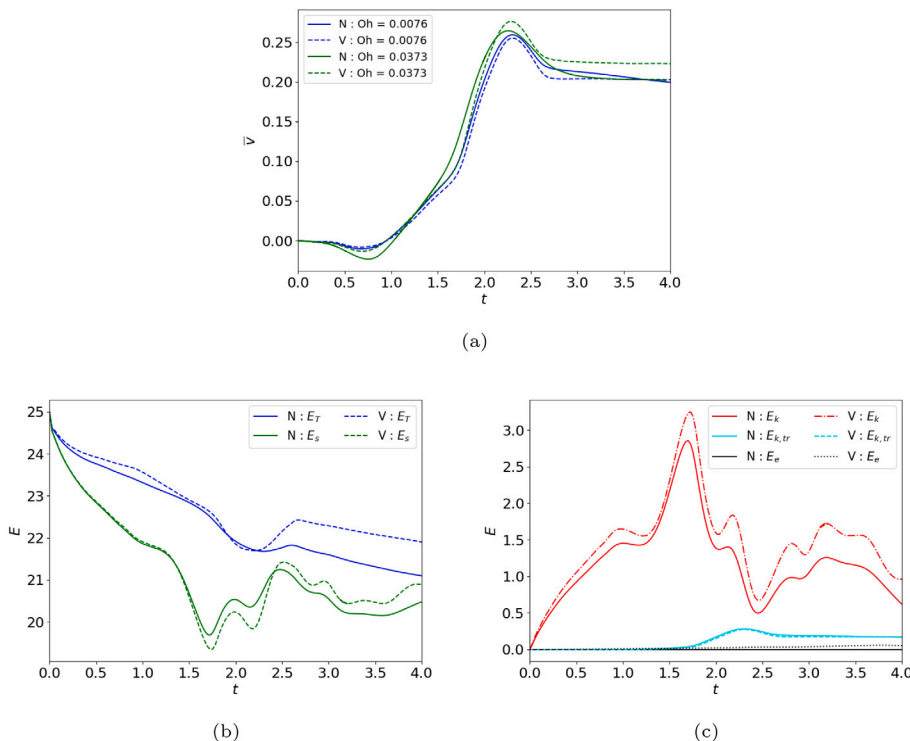 N : Oh = 0.0076
V : Oh = 0.0076
N : Oh = 0.0373
V : Oh = 0.0373
0.25
0.20
0.15
0.10
0.05
0.00
v̅
0.0 0.5 1.0 1.5 2.0 2.5 3.0 3.5 4.0
t
(a)
N : E_T V : E_T
N : E_s V : E_s
25
24
23
22
21
20
E
0.0 0.5 1.0 1.5 2.0 2.5 3.0 3.5 4.0
t
(b)
N : E_k V : E_k
N : E_{k, tr} V : E_{k, tr}
N : E_e V : E_e
3.0
2.5
2.0
1.5
1.0
0.5
0.0
E
0.0 0.5 1.0 1.5 2.0 2.5 3.0 3.5 4.0
t
(c)